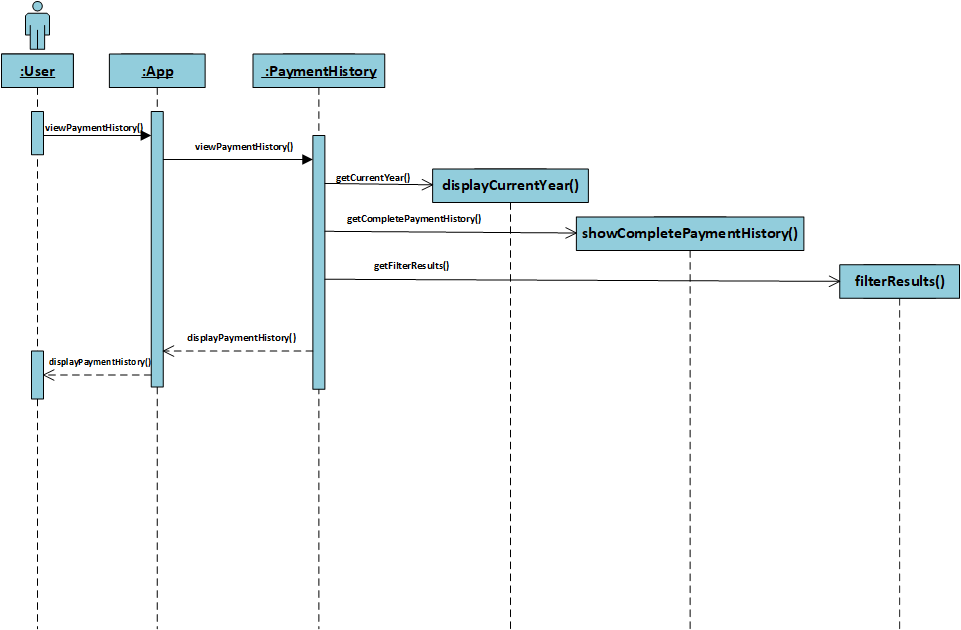 :User
:App
:PaymentHistory
viewPaymentHistory()
viewPaymentHistory()
getCurrentYear()
displayCurrentYear()
getCompletePaymentHistory()
showCompletePaymentHistory()
getFilterResults()
filterResults()
displayPaymentHistory()
displayPaymentHistory()